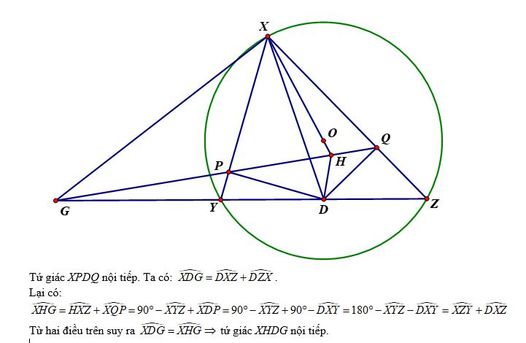 X
O
Q
P
H
G
Y
D
Z
Tứ giác XPDQ nội tiếp. Ta có: $\widehat{XDG} = \widehat{DXZ} + \widehat{DZX}$ .
Lại có:
$\widehat{XHG} = \widehat{HXZ} + \widehat{XQP} = 90° - \widehat{XYZ} + \widehat{XDP} = 90° - \widehat{XYZ} + 90° - \widehat{DXY} = 180° - \widehat{XYZ} - \widehat{DXY} = \widehat{XZY} + \widehat{DXZ}$
Từ hai điều trên suy ra $\widehat{XDG} = \widehat{XHG} \Rightarrow$ tứ giác XHDG nội tiếp.